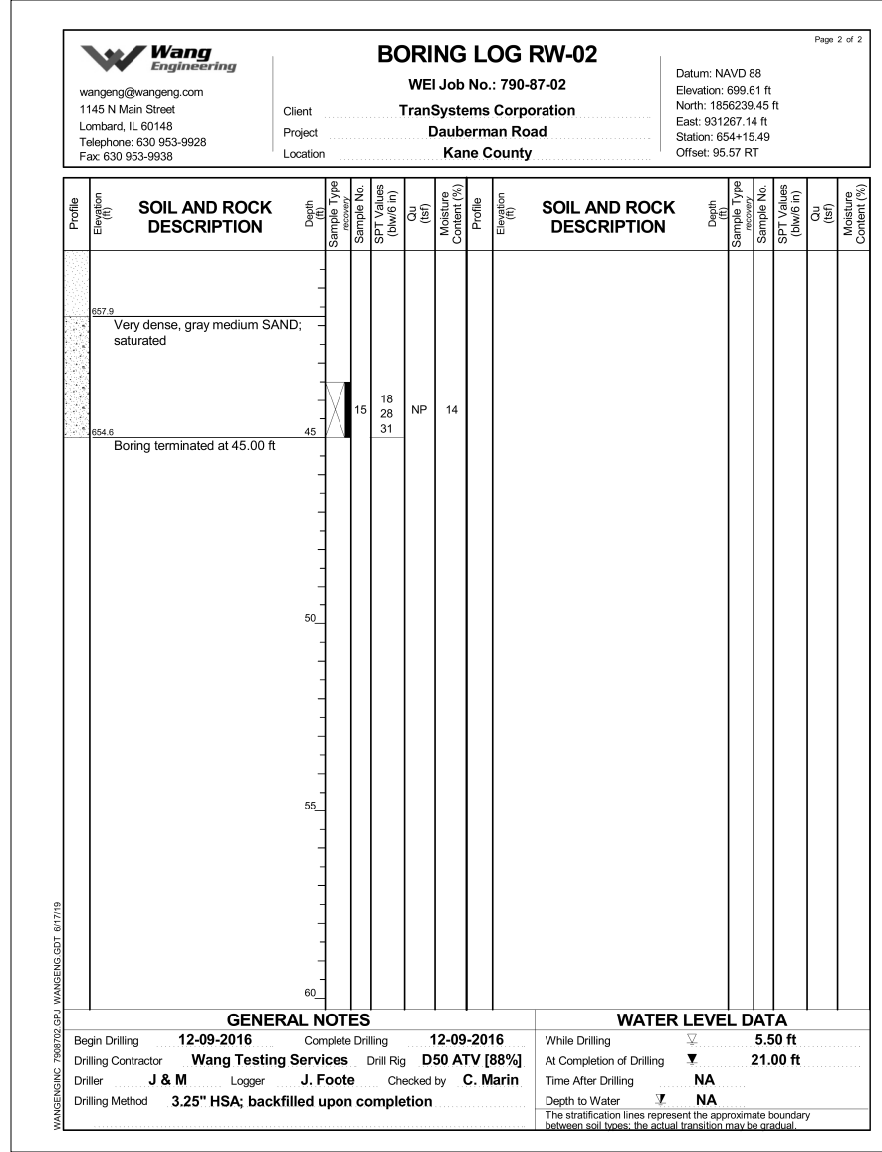 Page 2 of 2
Wang
Engineering
wangeng@wangeng.com
1145 N Main Street
Lombard, IL 60148
Telephone: 630 953-9928
Fax: 630 953-9938
BORING LOG RW-02
WEI Job No.: 790-87-02
Client TranSystems Corporation
Project Dauberman Road
Location Kane County
Datum: NAVD 88
Elevation: 699.61 ft
North: 1856239.45 ft
East: 931267.14 ft
Station: 654+15.49
Offset: 95.57 RT
Profile
Elevation
(ft)
SOIL AND ROCK
DESCRIPTION
Depth
(ft)
Sample Type
recovery
Sample No.
SPT Values
(blw/6 in)
Qu
(tsf)
Moisture
Content (%)
Profile
Elevation
(ft)
SOIL AND ROCK
DESCRIPTION
Depth
(ft)
Sample Type
recovery
Sample No.
SPT Values
(blw/6 in)
Qu
(tsf)
Moisture
Content (%)
657.9
Very dense, gray medium SAND;
saturated
18
15 28 NP 14
31
654.6 45
Boring terminated at 45.00 ft
50
55
60
GENERAL NOTES
Begin Drilling 12-09-2016 Complete Drilling 12-09-2016
Drilling Contractor Wang Testing Services Drill Rig D50 ATV [88%]
Driller J & M Logger J. Foote Checked by C. Marin
Drilling Method 3.25" HSA; backfilled upon completion
WATER LEVEL DATA
While Drilling 5.50 ft
At Completion of Drilling 21.00 ft
Time After Drilling NA
Depth to Water NA
The stratification lines represent the approximate boundary
between soil types; the actual transition may be gradual.
WANGENGINC 7908702.GPJ WANGENG.GDT 6/17/19